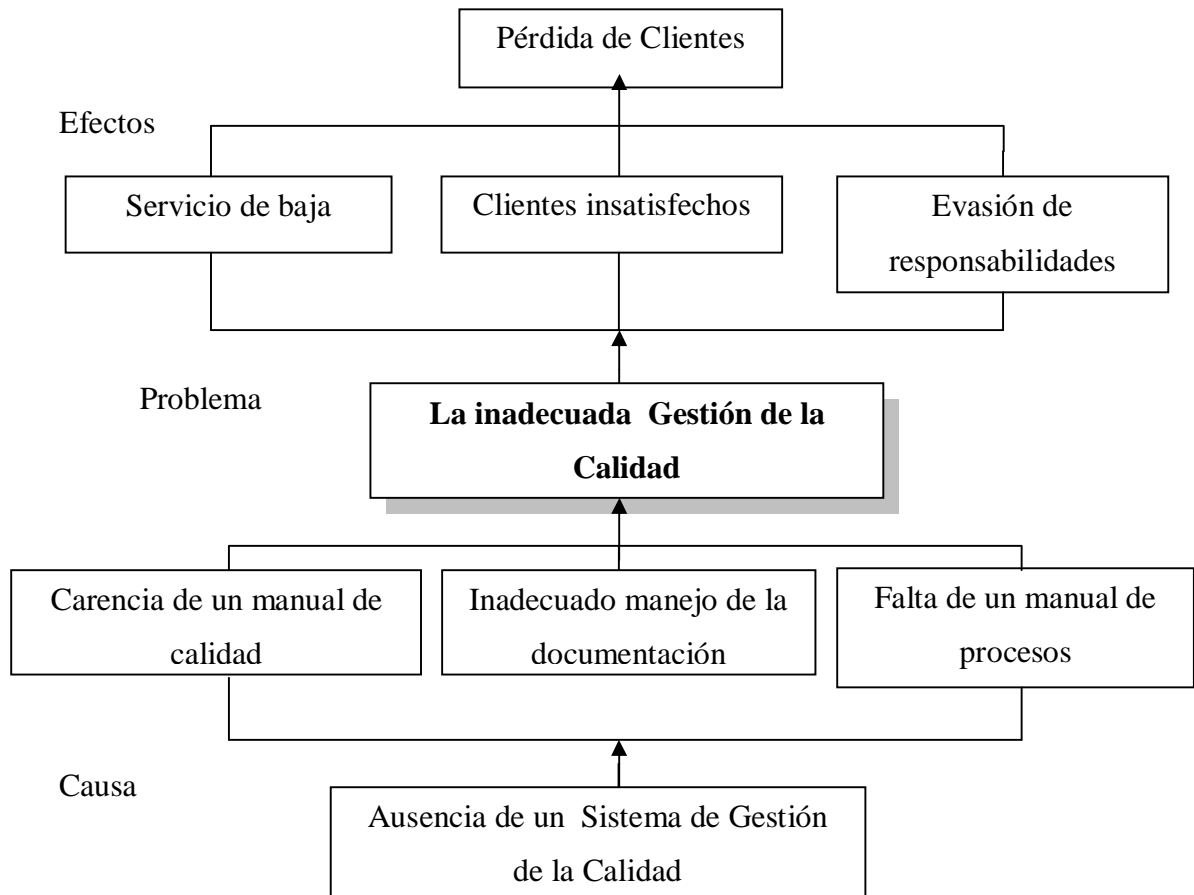 Pérdida de Clientes
Efectos
Servicio de baja
Clientes insatisfechos
Evasión de
responsabilidades
Problema
La inadecuada Gestión de la
Calidad
Carencia de un manual de
calidad
Inadecuado manejo de la
documentación
Falta de un manual de
procesos
Causa
Ausencia de un Sistema de Gestión
de la Calidad